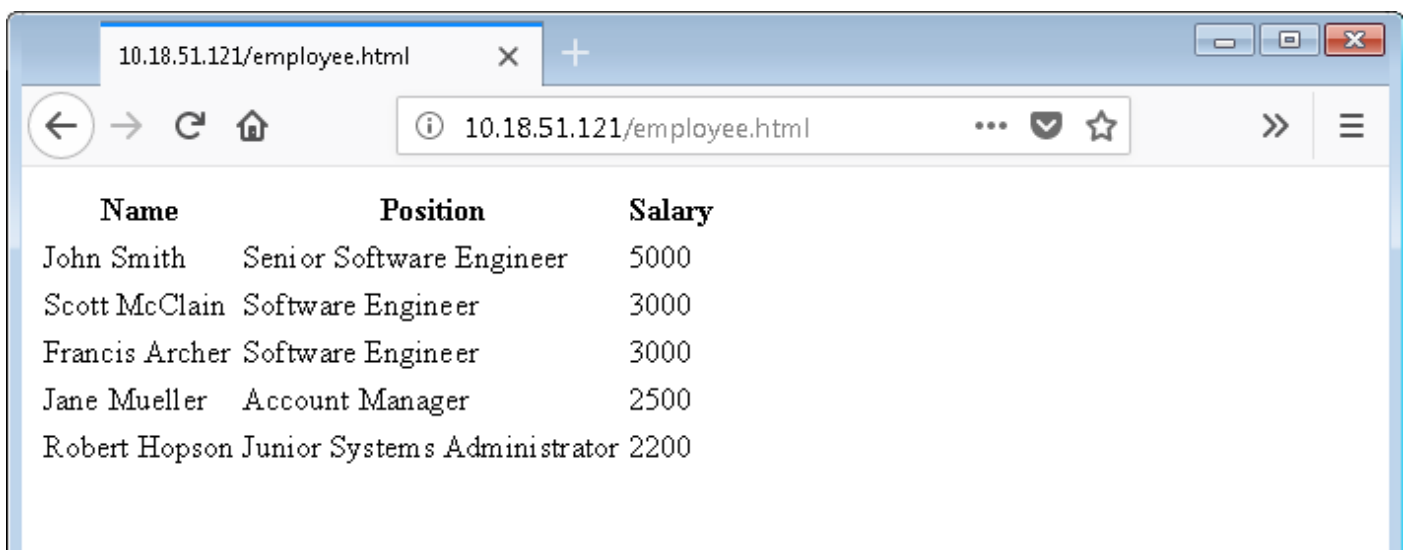 10.18.51.121/employee.html
10.18.51.121/employee.html
Name Position Salary
John Smith Senior Software Engineer 5000
Scott McClain Software Engineer 3000
Francis Archer Software Engineer 3000
Jane Mueller Account Manager 2500
Robert Hopson Junior Systems Administrator 2200